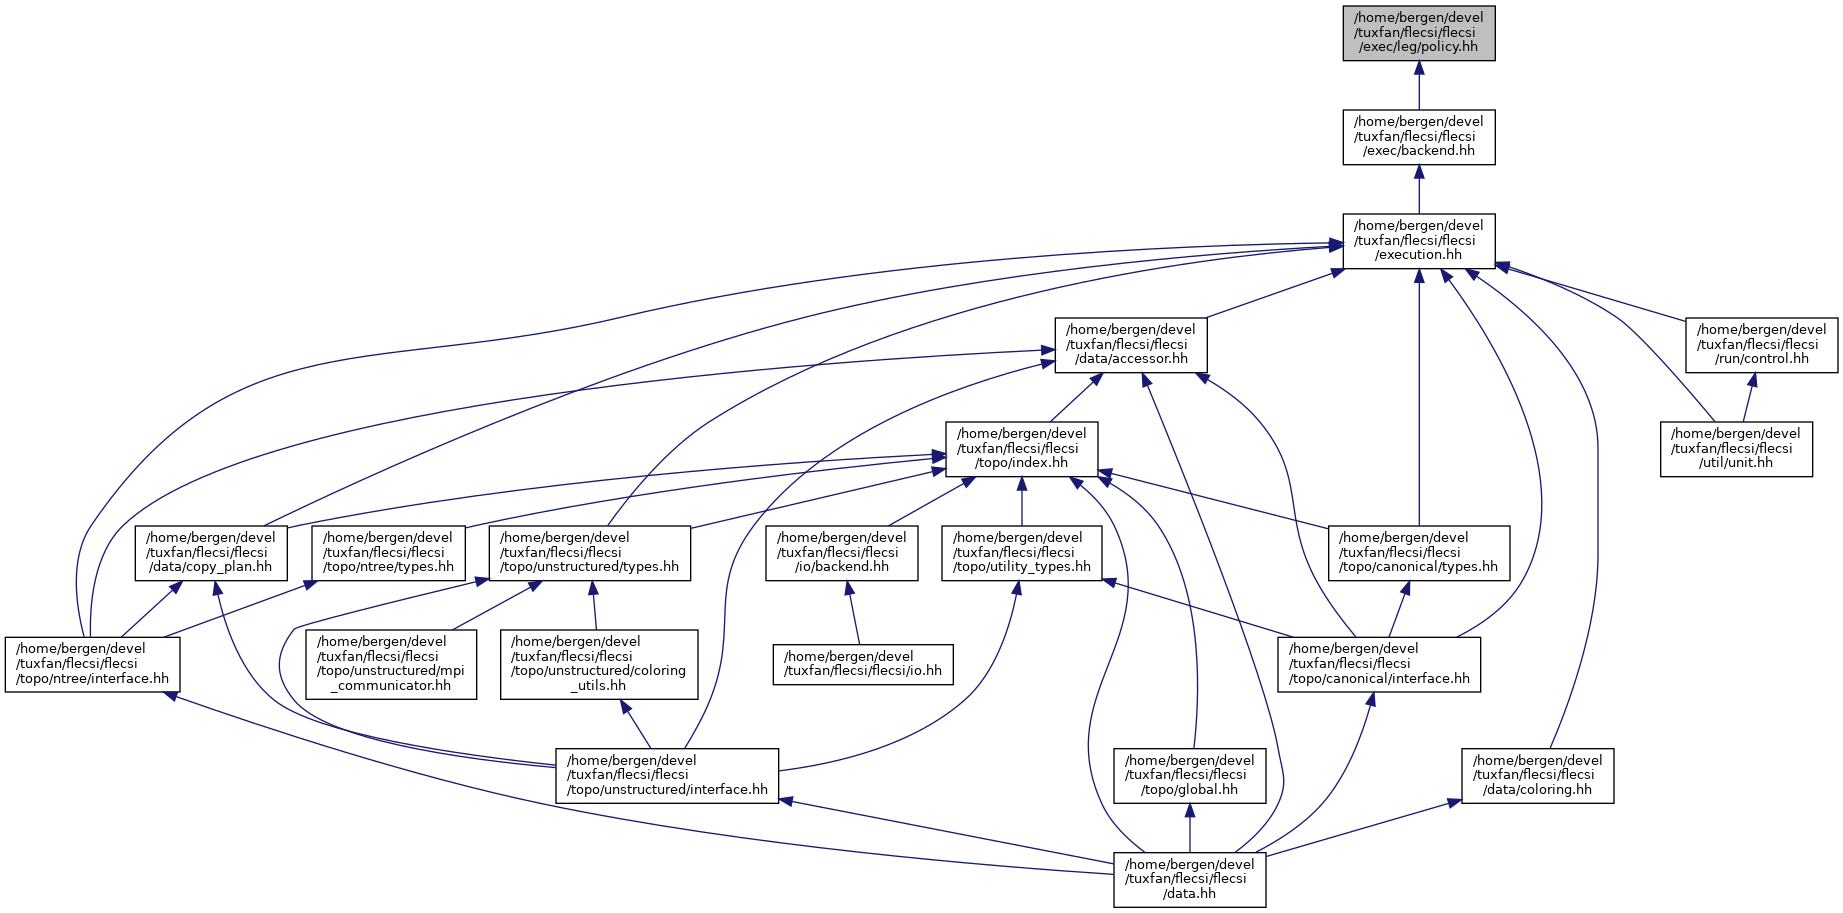 /home/bergen/devel
/tuxfan/flecsi/flecsi
/exec/leg/policy.hh
/home/bergen/devel
/tuxfan/flecsi/flecsi
/exec/backend.hh
/home/bergen/devel
/tuxfan/flecsi/flecsi
/execution.hh
/home/bergen/devel
/tuxfan/flecsi/flecsi
/data/accessor.hh
/home/bergen/devel
/tuxfan/flecsi/flecsi
/run/control.hh
/home/bergen/devel
/tuxfan/flecsi/flecsi
/topo/index.hh
/home/bergen/devel
/tuxfan/flecsi/flecsi
/util/unit.hh
/home/bergen/devel
/tuxfan/flecsi/flecsi
/data/copy_plan.hh
/home/bergen/devel
/tuxfan/flecsi/flecsi
/topo/ntree/types.hh
/home/bergen/devel
/tuxfan/flecsi/flecsi
/topo/unstructured/types.hh
/home/bergen/devel
/tuxfan/flecsi/flecsi
/io/backend.hh
/home/bergen/devel
/tuxfan/flecsi/flecsi
/topo/utility_types.hh
/home/bergen/devel
/tuxfan/flecsi/flecsi
/topo/canonical/types.hh
/home/bergen/devel
/tuxfan/flecsi/flecsi
/topo/ntree/interface.hh
/home/bergen/devel
/tuxfan/flecsi/flecsi
/topo/unstructured/mpi
_communicator.hh
/home/bergen/devel
/tuxfan/flecsi/flecsi
/topo/unstructured/coloring
_utils.hh
/home/bergen/devel
/tuxfan/flecsi/flecsi/io.hh
/home/bergen/devel
/tuxfan/flecsi/flecsi
/topo/canonical/interface.hh
/home/bergen/devel
/tuxfan/flecsi/flecsi
/topo/unstructured/interface.hh
/home/bergen/devel
/tuxfan/flecsi/flecsi
/topo/global.hh
/home/bergen/devel
/tuxfan/flecsi/flecsi
/data/coloring.hh
/home/bergen/devel
/tuxfan/flecsi/flecsi
/data.hh